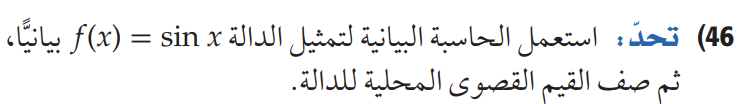 46) تحدّ: استعمل الحاسبة البيانية لتمثيل الدالة f(x) = sin x بيانيًّا،
ثم صف القيم القصوى المحلية للدالة.